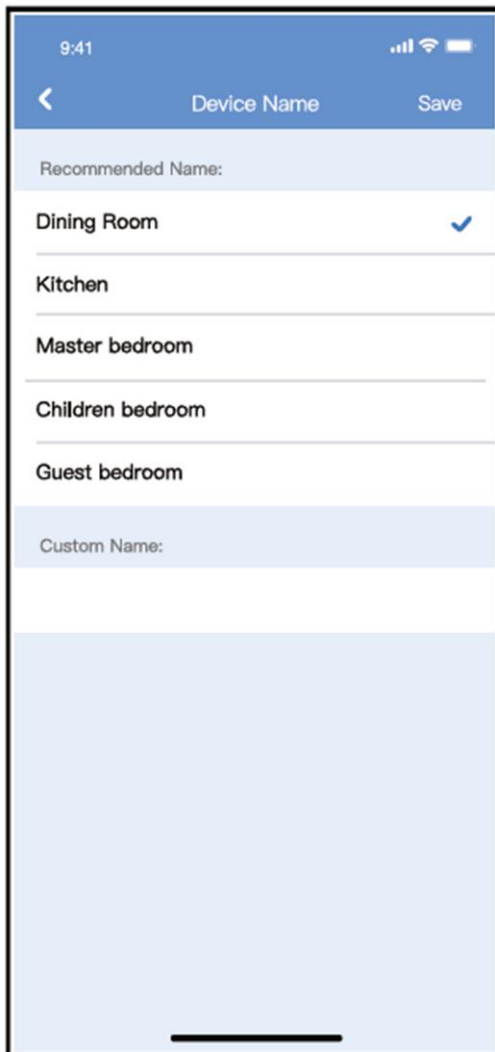 9:41
Device Name Save
Recommended Name:
Dining Room
Kitchen
Master bedroom
Children bedroom
Guest bedroom
Custom Name: